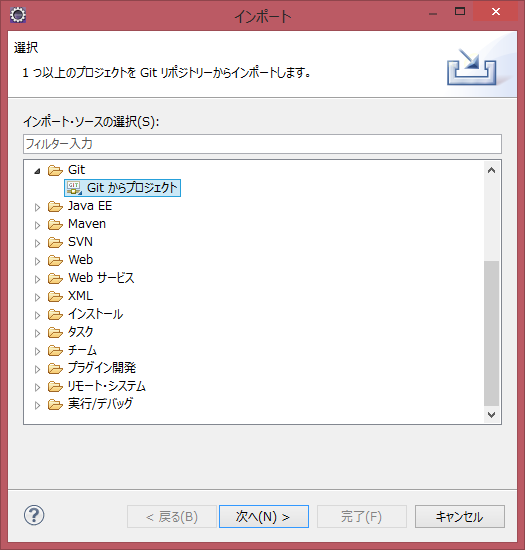 インポート
選択
1 つ以上のプロジェクトを Git リポジトリーからインポートします。
インポート・ソースの選択(S):
フィルター入力
Git
GIT
Git からプロジェクト
Java EE
Maven
SVN
Web
Web サービス
XML
インストール
タスク
チーム
プラグイン開発
リモート・システム
実行/デバッグ
?
< 戻る(B)
次へ(N) >
完了(F)
キャンセル